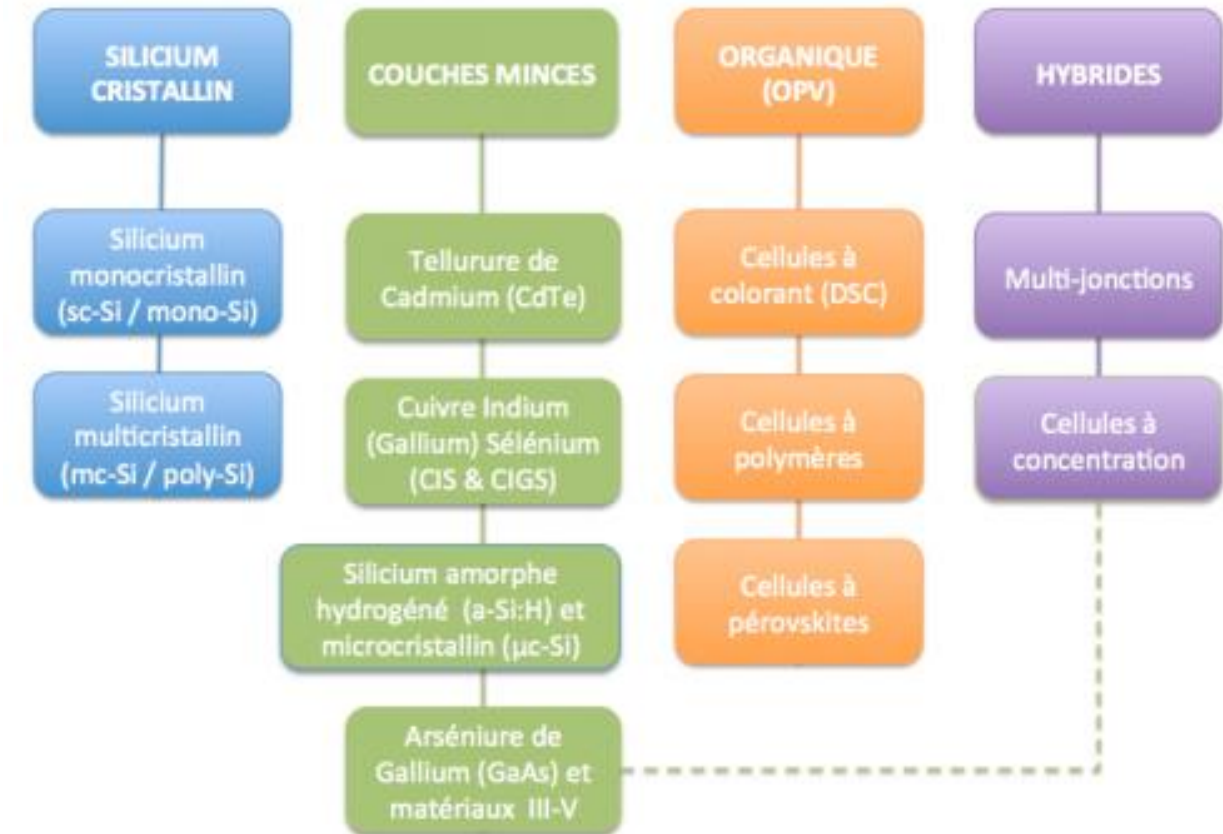 SILICIUM
CRISTALLIN
Silicium
monocristallin
(sc-Si / mono-Si)
Silicium
multicristallin
(mc-Si / poly-Si)
COUCHES MINCES
Tellurure de
Cadmium (CdTe)
Cuivre Indium
(Gallium) Sélénium
(CIS & CIGS)
Silicium amorphe
hydrogéné (a-Si:H) et
microcristallin (µc-Si)
Arséniure de
Gallium (GaAs) et
matériaux III-V
ORGANIQUE
(OPV)
Cellules à
colorant (DSC)
Cellules à
polymères
Cellules à
pérovskites
HYBRIDES
Multi-jonctions
Cellules à
concentration